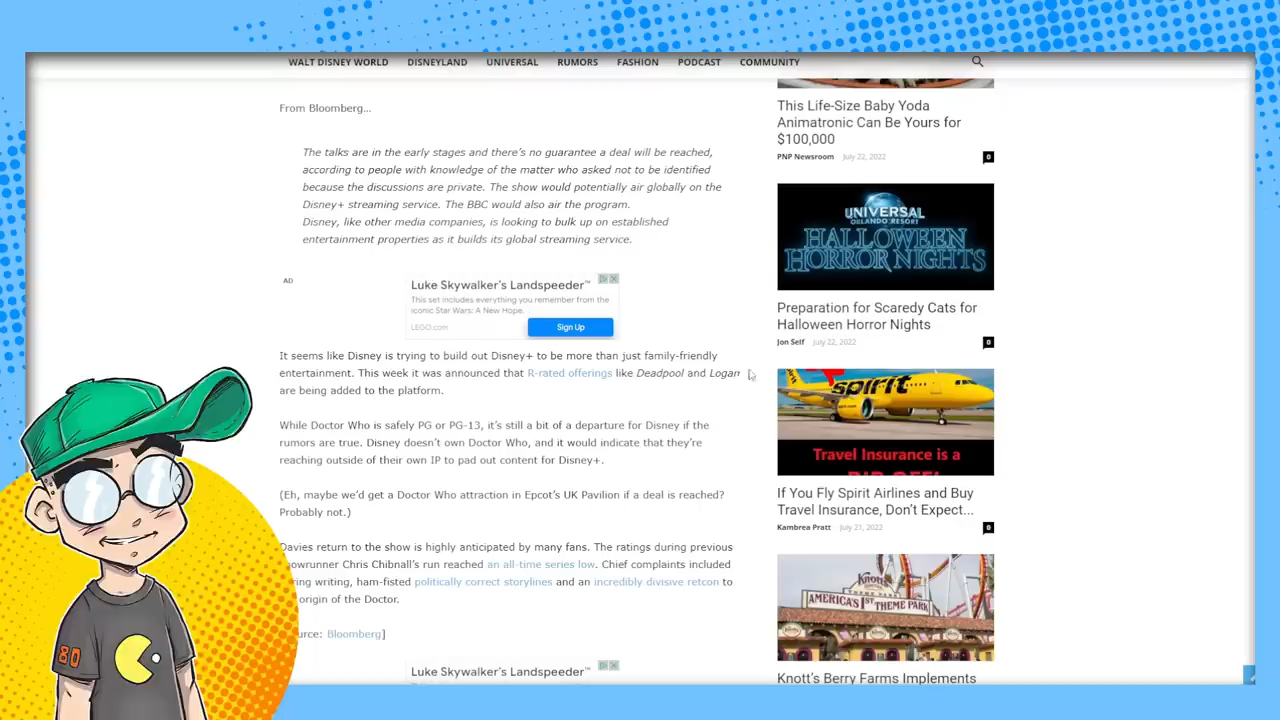 WALT DISNEY WORLD DISNEYLAND UNIVERSAL RUMORS FASHION PODCAST COMMUNITY
From Bloomberg…
The talks are in the early stages and there's no guarantee a deal will be reached,
according to people with knowledge of the matter who asked not to be identified
because the discussions are private. The show would potentially air globally on the
Disney+ streaming service. The BBC would also air the program.
Disney, like other media companies, is looking to bulk up on established
entertainment properties as it builds its global streaming service.
AD
Luke Skywalker's Landspeeder™
This set includes everything you remember from the
iconic Star Wars: A New Hope.
LEGO.com
Sign Up
It seems like Disney is trying to build out Disney+ to be more than just family-friendly
entertainment. This week it was announced that R-rated offerings like Deadpool and Logan
are being added to the platform.
While Doctor Who is safely PG or PG-13, it's still a bit of a departure for Disney if the
rumors are true. Disney doesn't own Doctor Who, and it would indicate that they're
reaching outside of their own IP to pad out content for Disney+.
(Eh, maybe we'd get a Doctor Who attraction in Epcot's UK Pavilion if a deal is reached?
Probably not.)
Davies return to the show is highly anticipated by many fans. The ratings during previous
owrunner Chris Chibnall's run reached an all-time series low. Chief complaints included
ring writing, ham-fisted politically correct storylines and an incredibly divisive retcon to
origin of the Doctor.
urce: Bloomberg]
Luke Skywalker's Landspeeder™
This Life-Size Baby Yoda
Animatronic Can Be Yours for
$100,000
PNP Newsroom July 22, 2022 0
UNIVERSAL
ORLANDO RESORT
HALLOWEEN
HORROR NIGHTS
Preparation for Scaredy Cats for
Halloween Horror Nights
Jon Self July 22, 2022 0
spirit
Travel Insurance is a
If You Fly Spirit Airlines and Buy
Travel Insurance, Don't Expect...
Kambrea Pratt July 21, 2022 0
Knott's
BERRY FARM
AMERICA'S 1ST THEME PARK
Knott's Berry Farms Implements
80